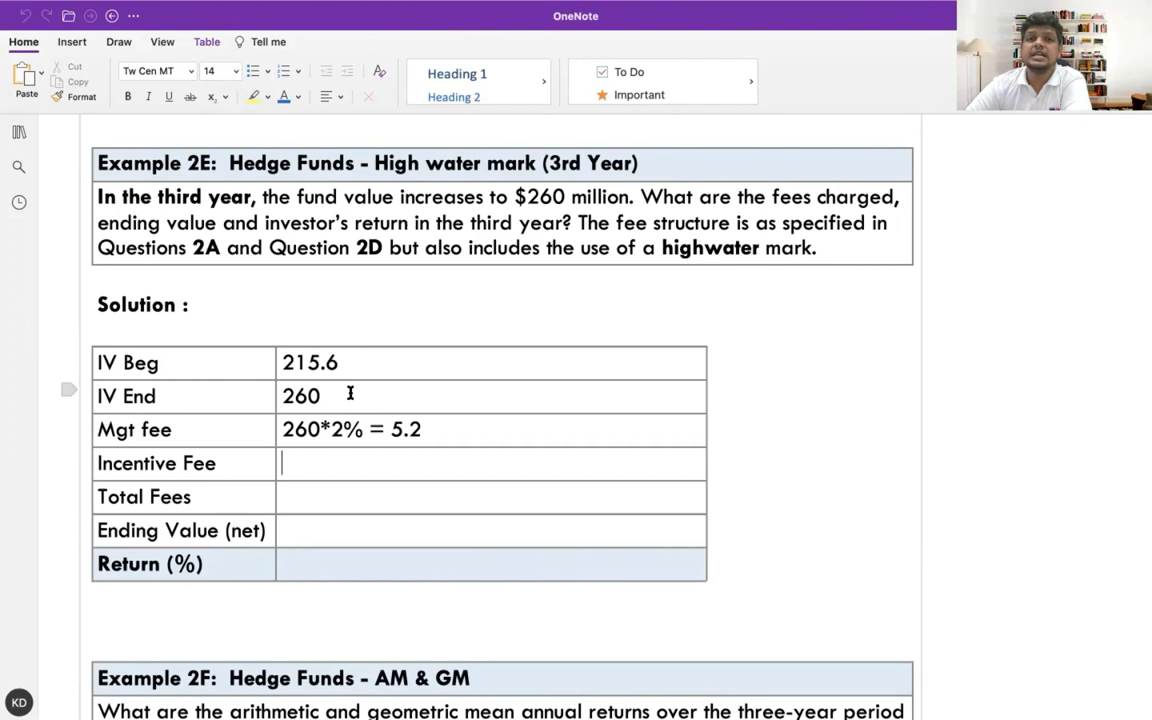 OneNote
Home Insert Draw View Table Tell me
Paste
Cut
Copy
Format
Tw Cen MT 14
B I U ab x₂ A
Heading 1
Heading 2
To Do
Important
Example 2E: Hedge Funds - High water mark (3rd Year)
In the third year, the fund value increases to $260 million. What are the fees charged,
ending value and investor's return in the third year? The fee structure is as specified in
Questions 2A and Question 2D but also includes the use of a highwater mark.
Solution :
IV Beg 215.6
IV End 260
Mgt fee 260*2% = 5.2
Incentive Fee
Total Fees
Ending Value (net)
Return (%)
Example 2F: Hedge Funds - AM & GM
What are the arithmetic and geometric mean annual returns over the three-year period
KD